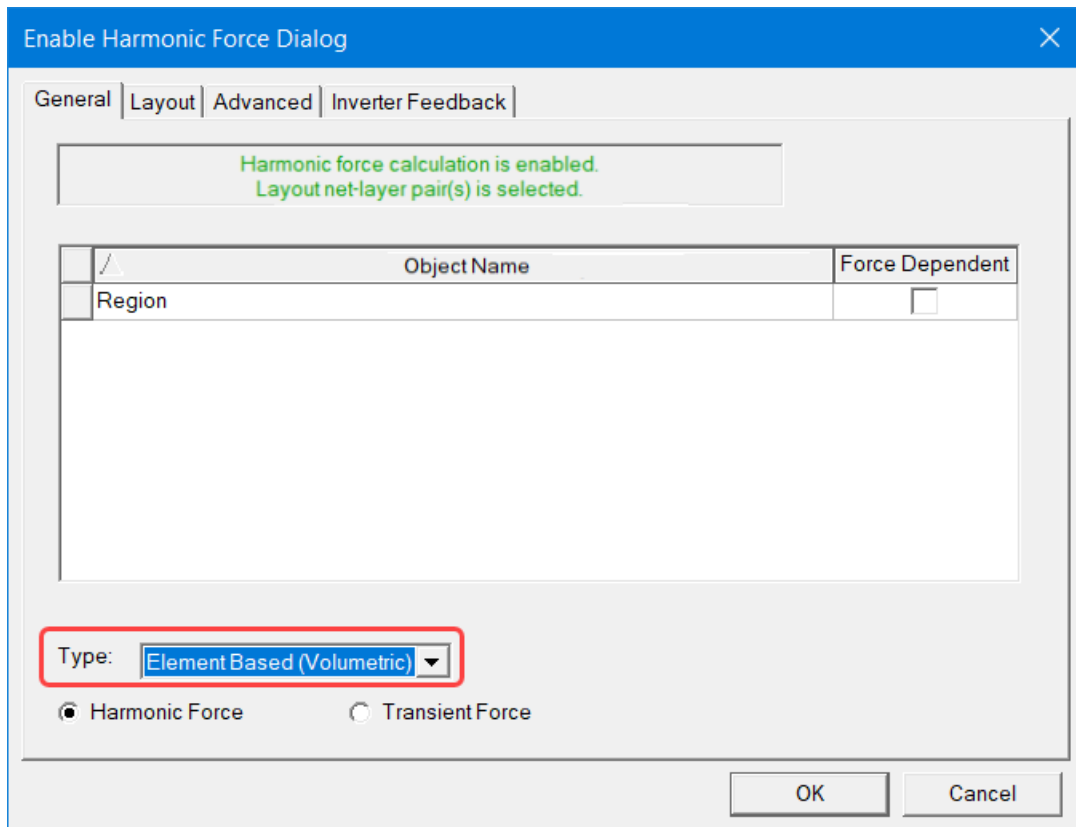 Enable Harmonic Force Dialog
General Layout Advanced Inverter Feedback
Harmonic force calculation is enabled.
Layout net-layer pair(s) is selected.
Object Name Force Dependent
Region
Type: Element Based (Volumetric)
Harmonic Force Transient Force
OK Cancel